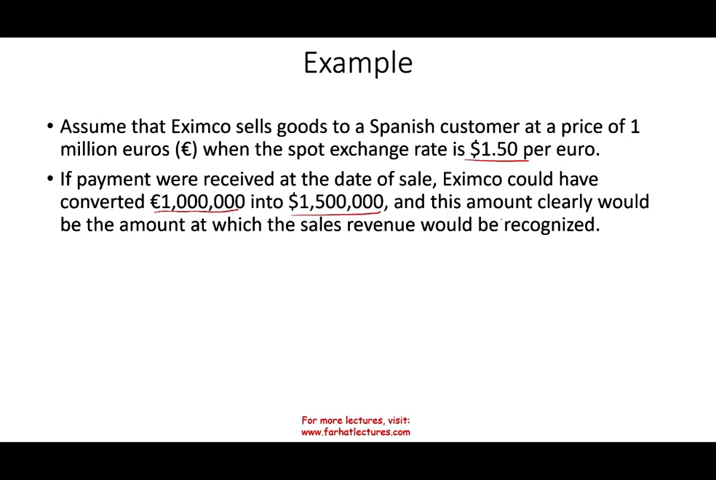 Example
• Assume that Eximco sells goods to a Spanish customer at a price of 1
million euros (€) when the spot exchange rate is $1.50 per euro.
• If payment were received at the date of sale, Eximco could have
converted €1,000,000 into $1,500,000, and this amount clearly would
be the amount at which the sales revenue would be recognized.
For more lectures, visit:
www.farhatlectures.com